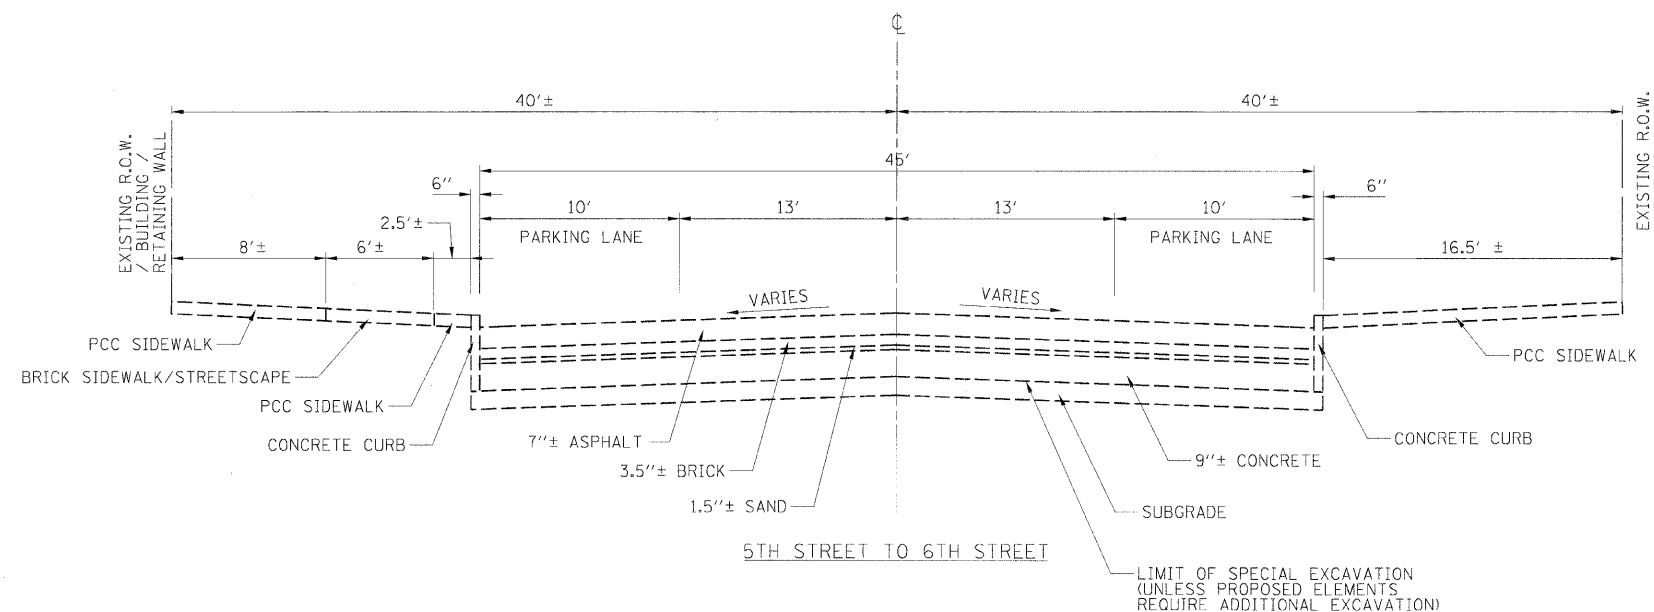 ℄
40'±
40'±
EXISTING R.O.W.
/ BUILDING /
RETAINING WALL
EXISTING R.O.W.
6"
6"
10'
13'
13'
10'
2.5'±
PARKING LANE
PARKING LANE
8'±
6'±
16.5' ±
VARIES
VARIES
PCC SIDEWALK
PCC SIDEWALK
BRICK SIDEWALK/STREETSCAPE
PCC SIDEWALK
CONCRETE CURB
7"± ASPHALT
CONCRETE CURB
3.5"± BRICK
9"± CONCRETE
1.5"± SAND
SUBGRADE
5TH STREET TO 6TH STREET
LIMIT OF SPECIAL EXCAVATION
(UNLESS PROPOSED ELEMENTS
REQUIRE ADDITIONAL EXCAVATION)